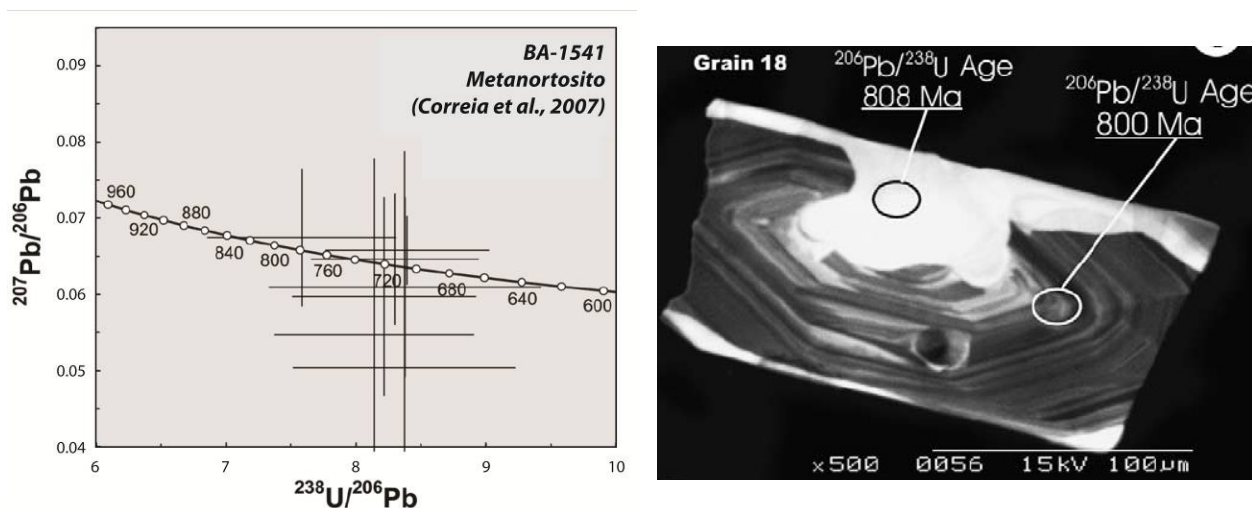 BA-1541
Metanortosito
(Correia et al., 2007)
0.09
0.08
0.07
0.06
0.05
0.04
207Pb/206Pb
960
920
880
840
800
760
720
680
640
600
6
7
8
9
10
238U/206Pb
Grain 18
206Pb/238U Age
808 Ma
206Pb/238U Age
800 Ma
x500 0056 15kV 100µm